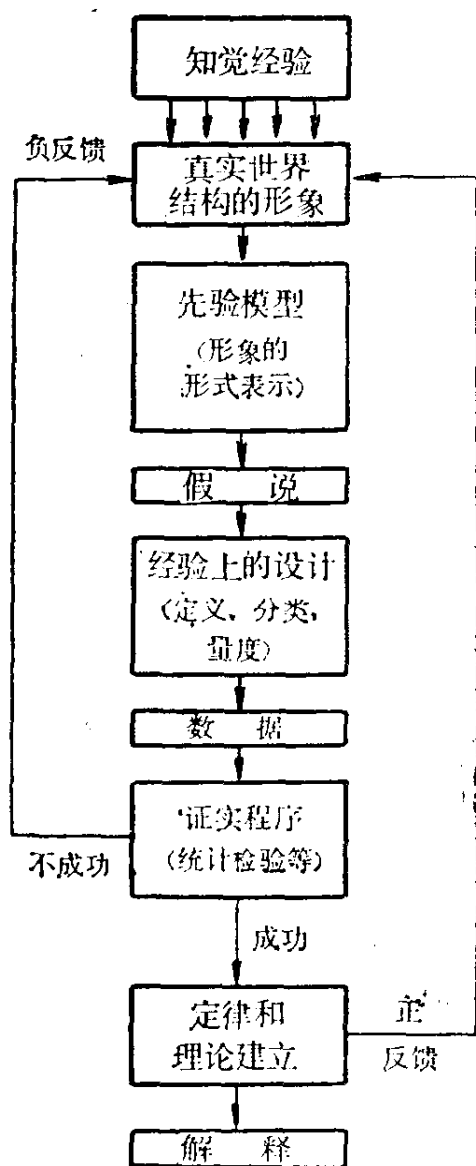 知觉经验
负反馈
真实世界
结构的形象
先验模型
(形象的
形式表示)
假 说
经验上的设计
(定义、分类，
量度)
数 据
证实程序
(统计检验等)
不成功
成功
定律和
理论建立
正
反馈
解 释